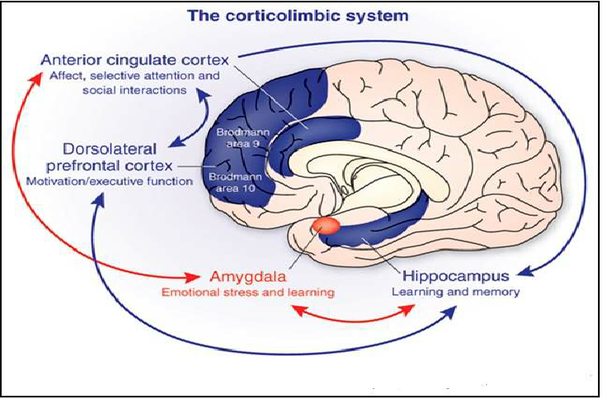 The corticolimbic system
Anterior cingulate cortex
Affect, selective attention and
social interactions
Brodmann
area 9
Dorsolateral
prefrontal cortex
Motivation/executive function
Brodmann
area 10
Amygdala
Emotional stress and learning
Hippocampus
Learning and memory